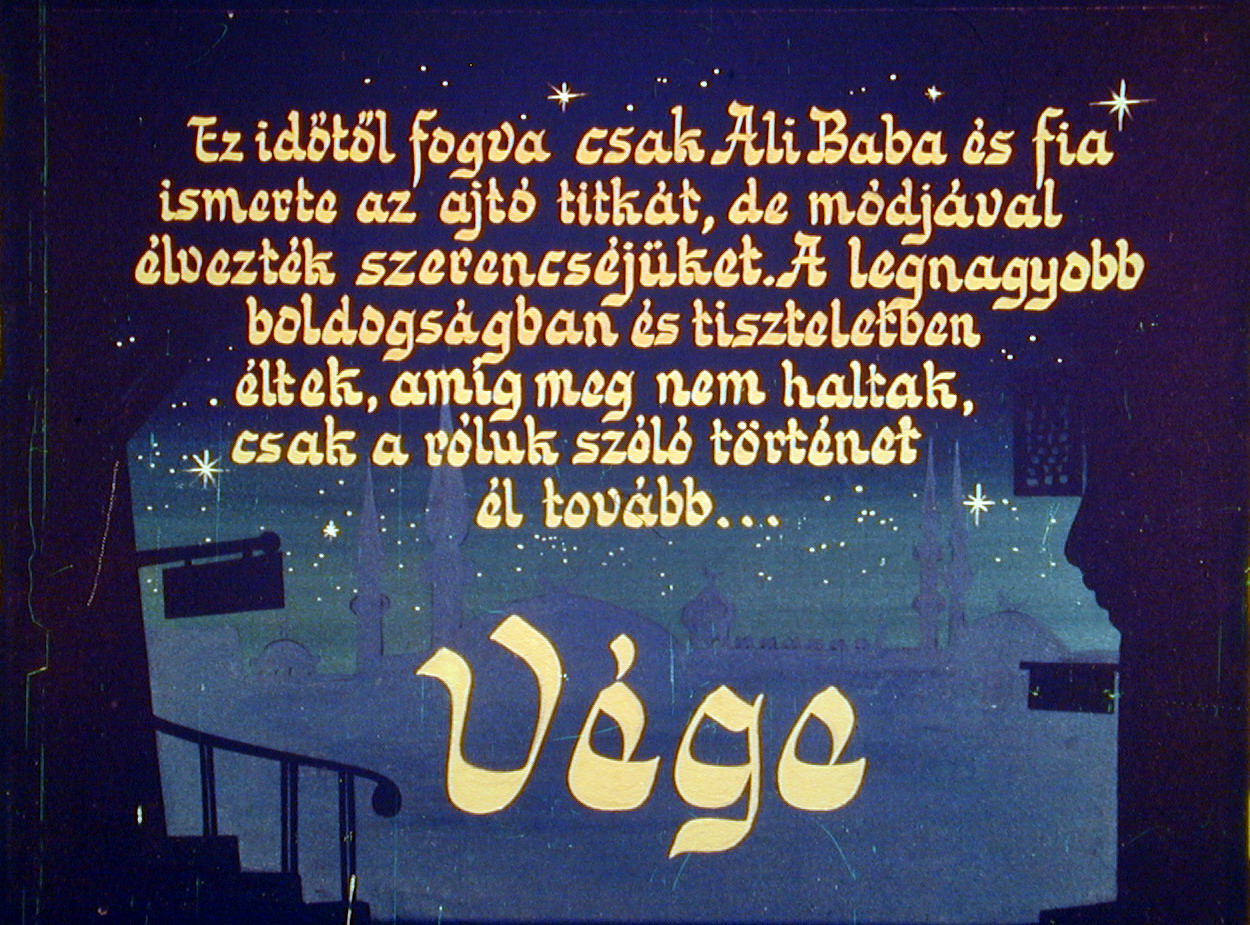 Ez időtől fogva csak Ali Baba és fia
ismerte az ajtó titkát, de módjával
élvezték szerencséjüket. A legnagyobb
boldogságban és tiszteletben
éltek, amíg meg nem haltak,
csak a róluk szóló történet
él tovább...
Vége